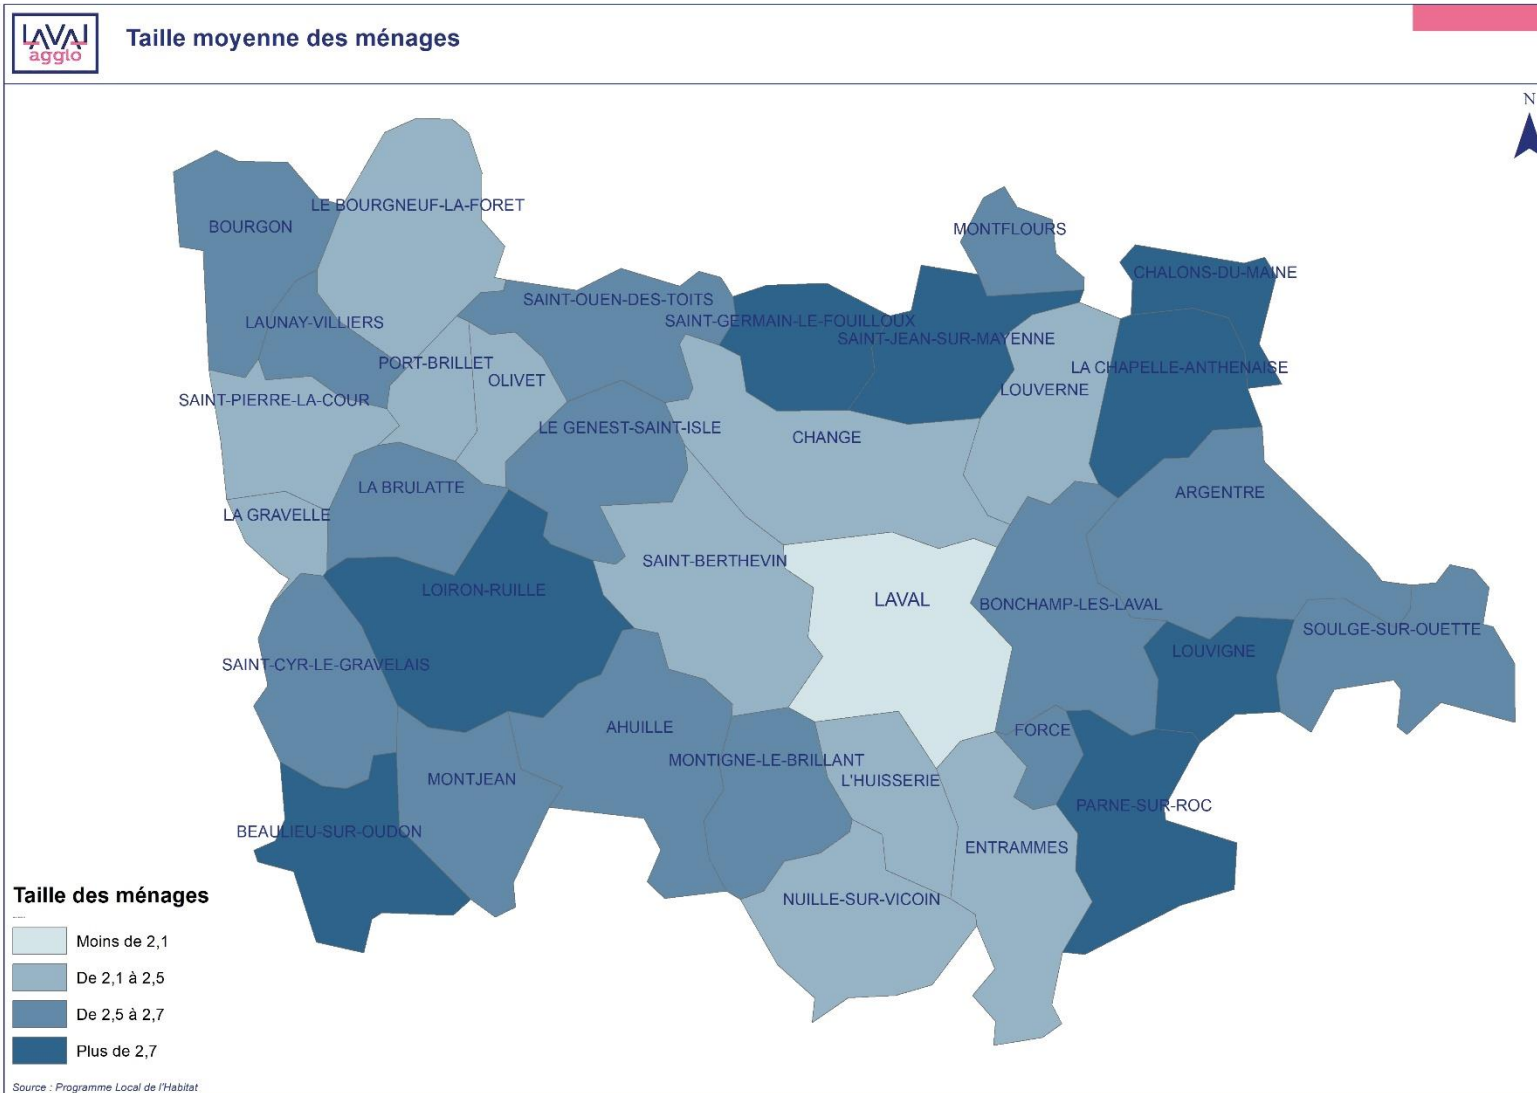 LAVAL
agglo
Taille moyenne des ménages
N
LE BOURGNEUF-LA-FORET
BOURGON
MONTFLOURS
CHALONS-DU-MAINE
SAINT-OUEN-DES-TOITS
LAUNAY-VILLIERS
SAINT-GERMAIN-LE-FOUILLOUX
SAINT-JEAN-SUR-MAYENNE
PORT-BRILLET
LA CHAPELLE-ANTHENAISE
OLIVET
LOUVERNE
SAINT-PIERRE-LA-COUR
LE GENEST-SAINT-ISLE
CHANGE
LA BRULATTE
ARGENTRE
LA GRAVELLE
SAINT-BERTHEVIN
LOIRON-RUILLE
LAVAL
BONCHAMP-LES-LAVAL
SOULGE-SUR-OUETTE
LOUVIGNE
SAINT-CYR-LE-GRAVELAIS
AHUILLE
FORCE
MONTIGNE-LE-BRILLANT
MONTJEAN
L'HUISSERIE
PARNE-SUR-ROC
BEAULIEU-SUR-OUDON
ENTRAMMES
NUILLE-SUR-VICOIN
Taille des ménages
Moins de 2,1
De 2,1 à 2,5
De 2,5 à 2,7
Plus de 2,7
Source : Programme Local de l'Habitat